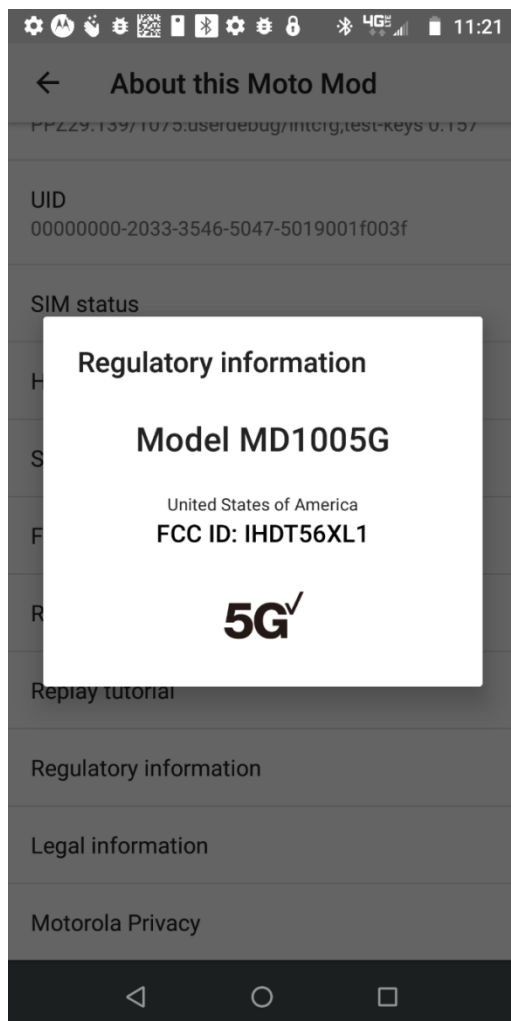 4GE 11:21
About this Moto Mod
PPZ29.139/1075:userdebug/intcfg,test-keys 0.157
UID
00000000-2033-3546-5047-5019001f003f
SIM status
H
Regulatory information
Model MD1005G
S
United States of America
F
FCC ID: IHDT56XL1
R
5G
Replay tutorial
Regulatory information
Legal information
Motorola Privacy